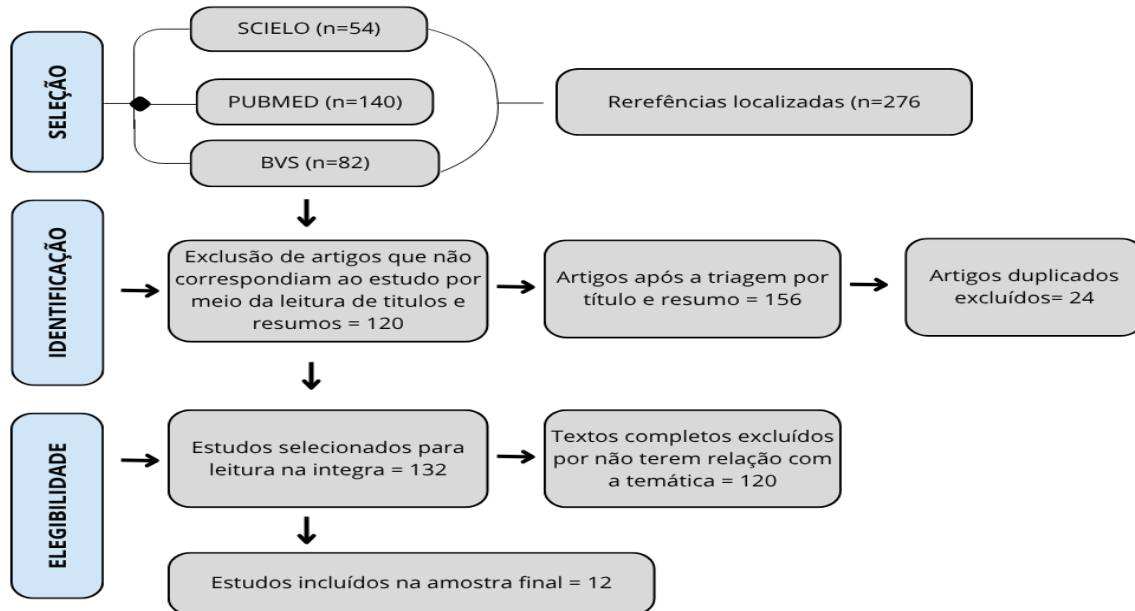 SELEÇÃO
SCIELO (n=54)
PUBMED (n=140)
BVS (n=82)
Rerefências localizadas (n=276
IDENTIFICAÇÃO
Exclusão de artigos que não
correspondiam ao estudo por
meio da leitura de titulos e
resumos = 120
Artigos após a triagem por
título e resumo = 156
Artigos duplicados
excluídos= 24
ELEGIBILIDADE
Estudos selecionados para
leitura na integra = 132
Textos completos excluídos
por não terem relação com
a temática = 120
Estudos incluídos na amostra final = 12